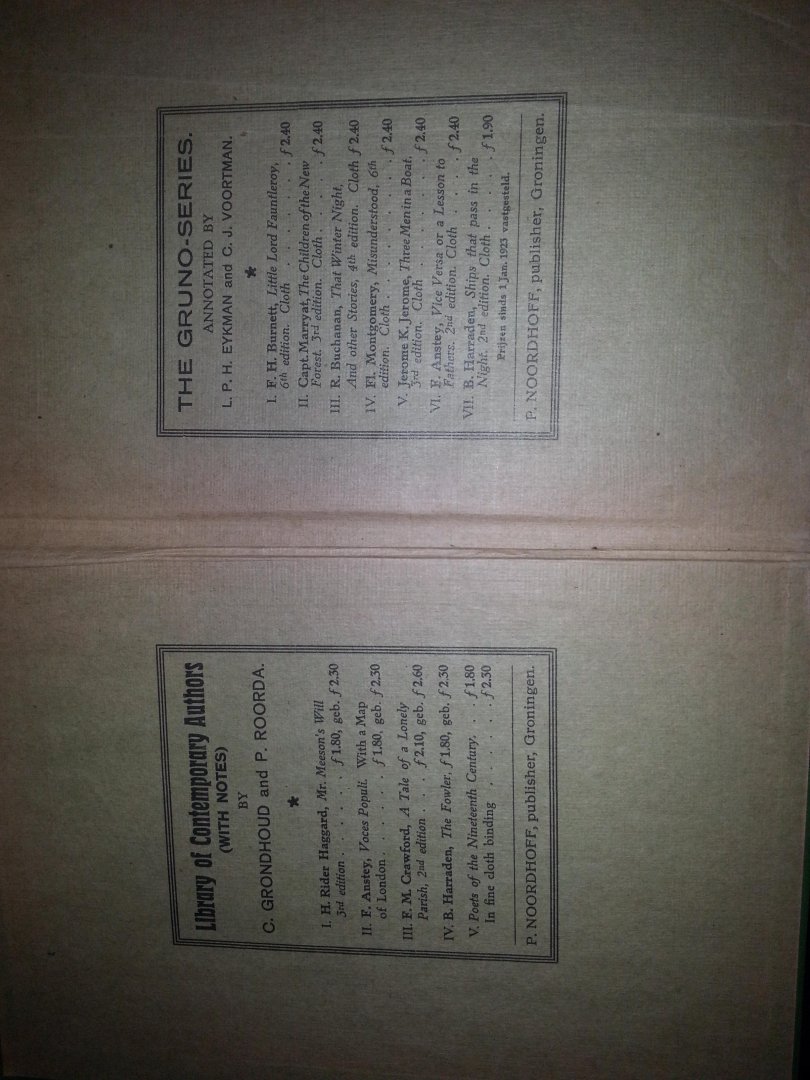 Library of Contemporary Authors
(WITH NOTES)
BY
C. GRONDHOUD and P. ROORDA.
*
I. H. Rider Haggard, Mr. Meeson's Will
3rd edition . . . . . . ƒ 1.80, geb. ƒ 2.30
II. F. Anstey, Voces Populi. With a Map
of London . . . . . . ƒ 1.80, geb. ƒ 2.30
III. F. M. Crawford, A Tale of a Lonely
Parish, 2nd edition . . . ƒ 2.10, geb. ƒ 2.60
IV. B. Harraden, The Fowler, ƒ 1.80, geb. ƒ 2.30
V. Poets of the Nineteenth Century. . . ƒ 1.80
In fine cloth binding . . . . . . ƒ 2.30
P. NOORDHOFF, publisher, Groningen.
THE GRUNO-SERIES.
ANNOTATED BY
L. P. H. EYKMAN and C. J. VOORTMAN.
*
I. F. H. Burnett, Little Lord Fauntleroy,
6th edition. Cloth . . . . . . . . ƒ 2.40
II. Capt. Marryat, The Children of the New
Forest. 3rd edition. Cloth . . . . . ƒ 2.40
III. R. Buchanan, That Winter Night,
And other Stories, 4th edition. Cloth ƒ 2.40
IV. Fl. Montgomery, Misunderstood, 6th
edition. Cloth . . . . . . . . . ƒ 2.40
V. Jerome K. Jerome, Three Men in a Boat.
3rd edition. Cloth . . . . . . . ƒ 2.40
VI. F. Anstey, Vice Versa or a Lesson to
Fathers. 2nd edition. Cloth . . . . ƒ 2.40
VII. B. Harraden, Ships that pass in the
Night. 2nd edition. Cloth . . . . . ƒ 1.90
Prijzen sinds 1 Jan. 1923 vastgesteld.
P. NOORDHOFF, publisher, Groningen.